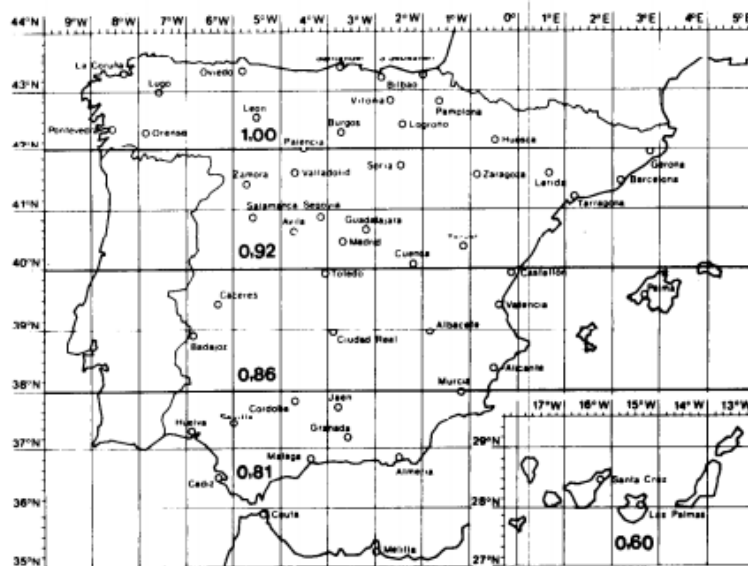 44°N 10°W 9°W 8°W 7°W 6°W 5°W 4°W 3°W 2°W 1°W 0° 1°E 2°E 3°E 4°E
43°N
42°N
41°N
40°N
39°N
38°N
37°N
36°N
35°N
La Coruña
Oviedo
Lugo
Bilbao
Vitoria
Pamplona
Leon
Burgos
Logroño
Pontevedra
Orense
1.00
Huesca
Palencia
Gerona
Zamora
Valladolid
Soria
Zaragoza
Lerida
Barcelona
Tarragona
Salamanca Segovia
Avila
Guadalajara
Madrid
0,92
Cuenca
Toledo
Castellon
Palma
Caceres
Valencia
Badajoz
Ciudad Real
Albacete
0,86
Alicante
Murcia
Cordoba
Jaen
Huelva
Sevilla
Granada
Malaga
Almeria
0,81
Cadiz
Ceuta
Melilla
17°W 16°W 15°W 14°W 13°W
29°N
28°N
27°N
Santa Cruz
Las Palmas
0,60